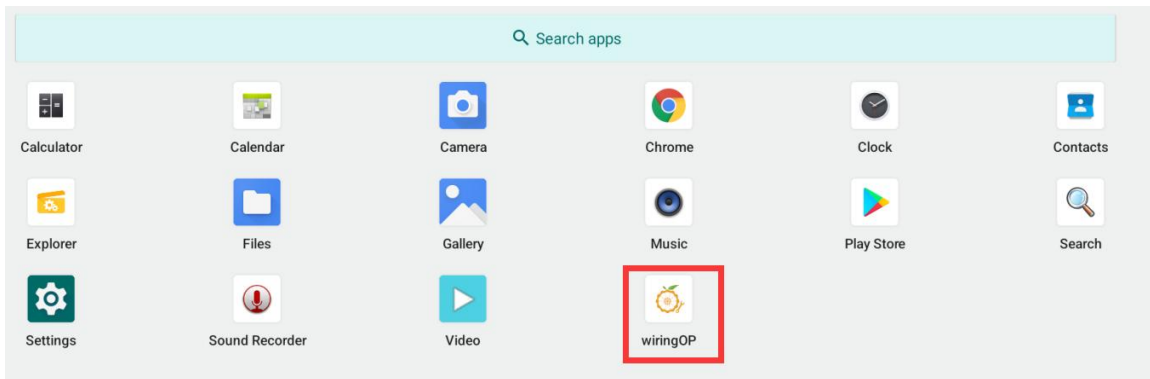 Search apps
Calculator Calendar Camera Chrome Clock Contacts
Explorer Files Gallery Music Play Store Search
Settings Sound Recorder Video wiringOP